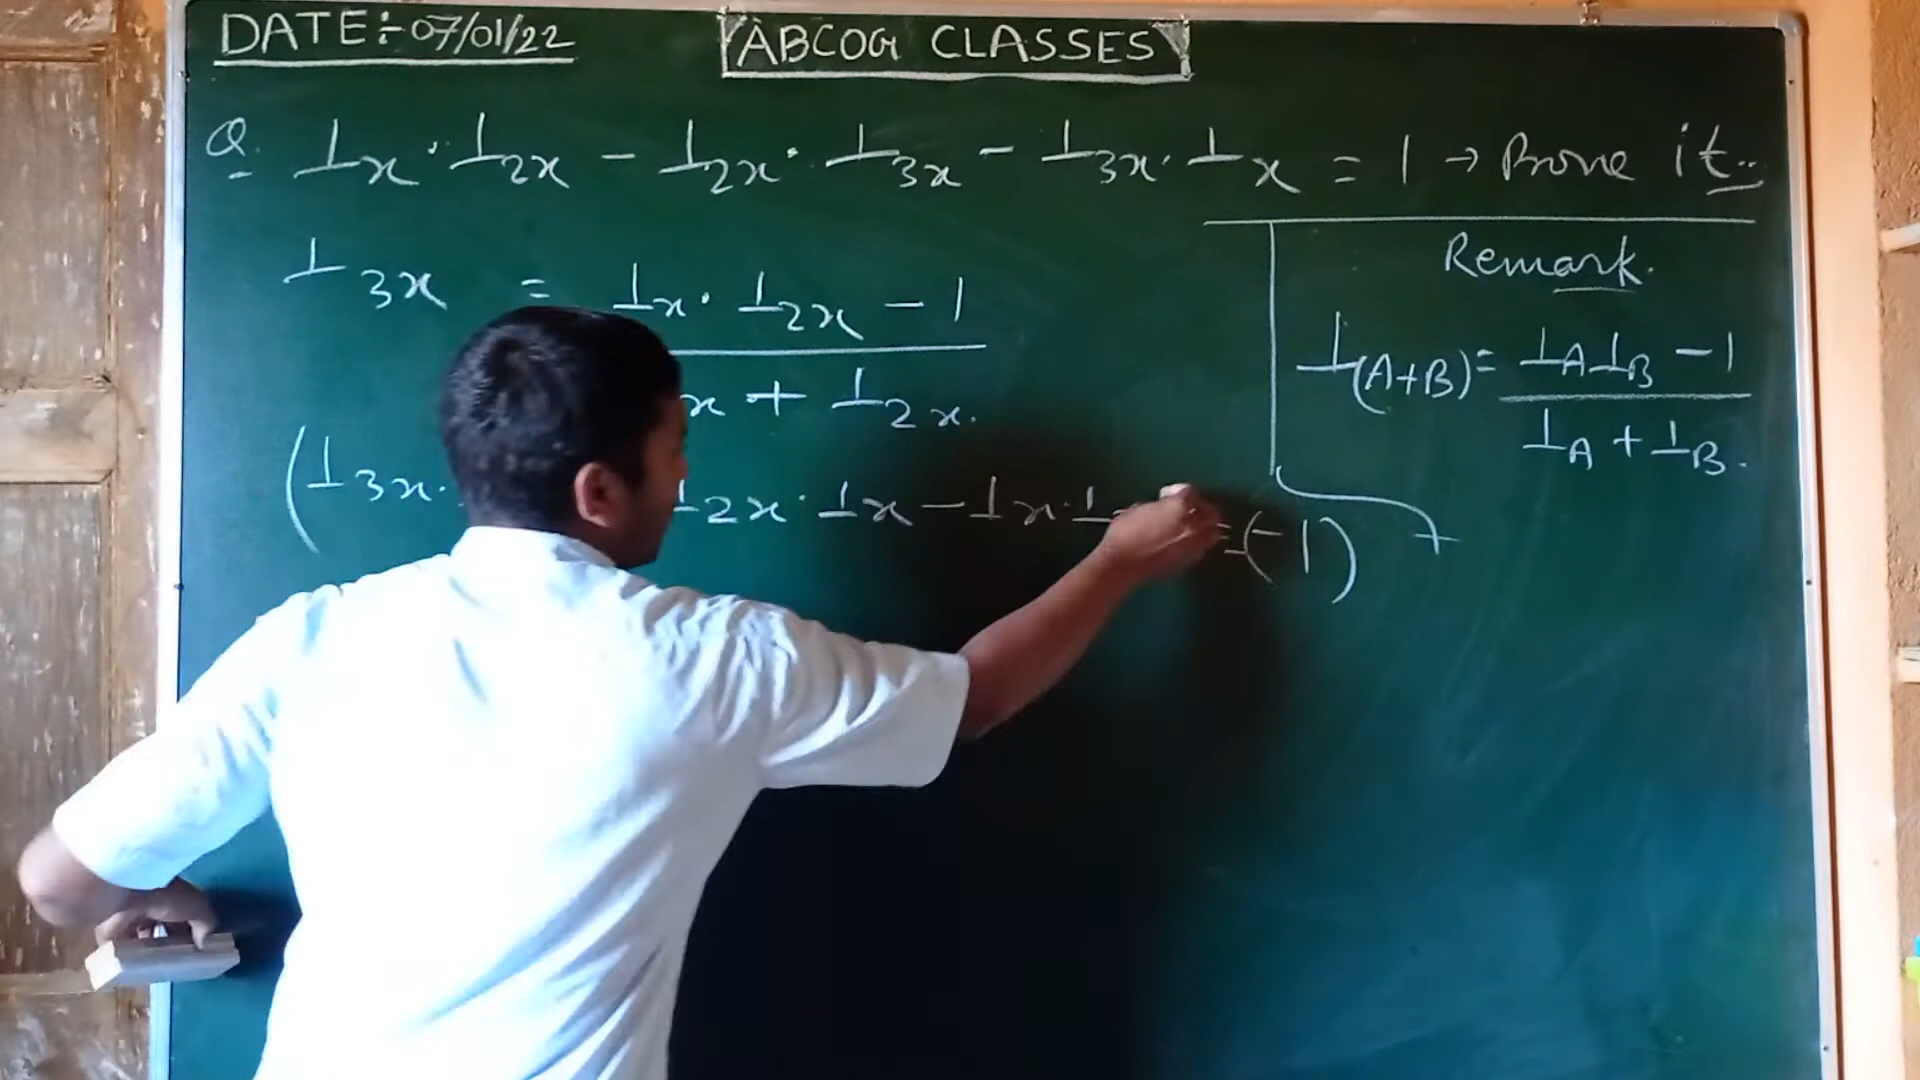 DATE:-07/01/22
ABCOG CLASSES
Q. ⊥x · ⊥2x - ⊥2x · ⊥3x - ⊥3x · ⊥x = 1 → Prove it..
⊥3x = ⊥x · ⊥2x - 1
x + ⊥2x.
(⊥3x · ⊥2x · ⊥x - ⊥x · ⊥ = (-1)
Remark.
⊥(A+B) = ⊥A⊥B - 1
⊥A + ⊥B.